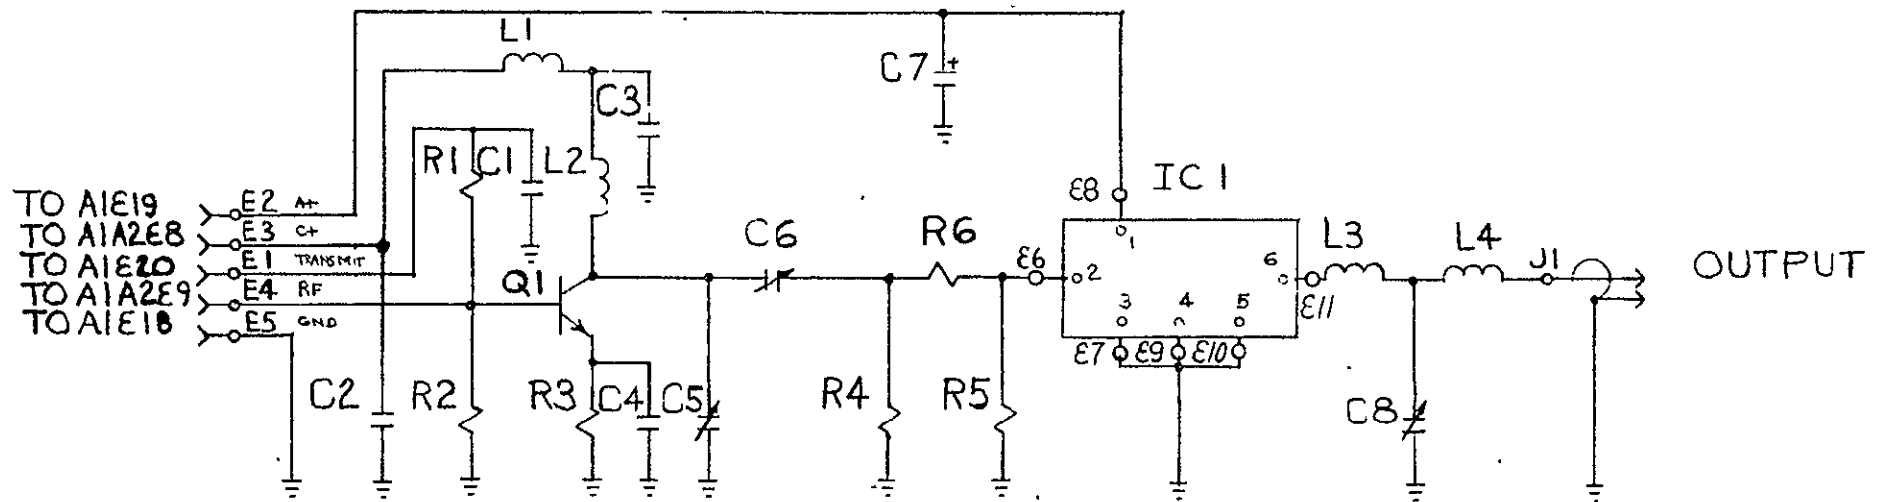 L1
C7 +
C3
R1 C1 L2
IC 1
E8
TO A1E19 E2 A+
TO A1A2E8 E3 C+
TO A1E20 E1 TRANSMIT
TO A1A2E9 E4 RF
TO A1E18 E5 GND
Q1
C6
R6
E6
1
2
3 4 5
6
E7 E9 E10
E11
L3
L4
J1
OUTPUT
C2
R2
R3
C4
C5
R4
R5
C8